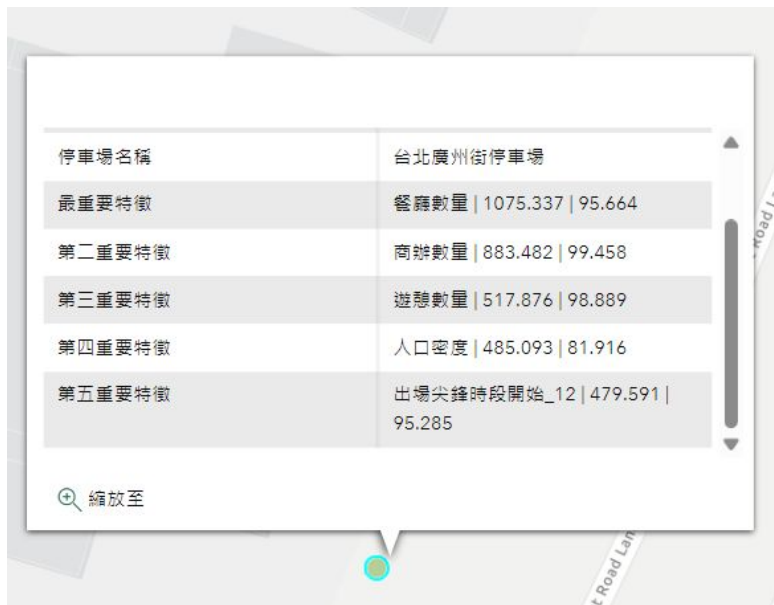 停車場名稱 台北廣州街停車場
最重要特徵 餐廳數量 | 1075.337 | 95.664
第二重要特徵 商辦數量 | 883.482 | 99.458
第三重要特徵 遊憩數量 | 517.876 | 98.889
第四重要特徵 人口密度 | 485.093 | 81.916
第五重要特徵 出場尖鋒時段開始_12 | 479.591 |
95.285
縮放至
t Road Lan